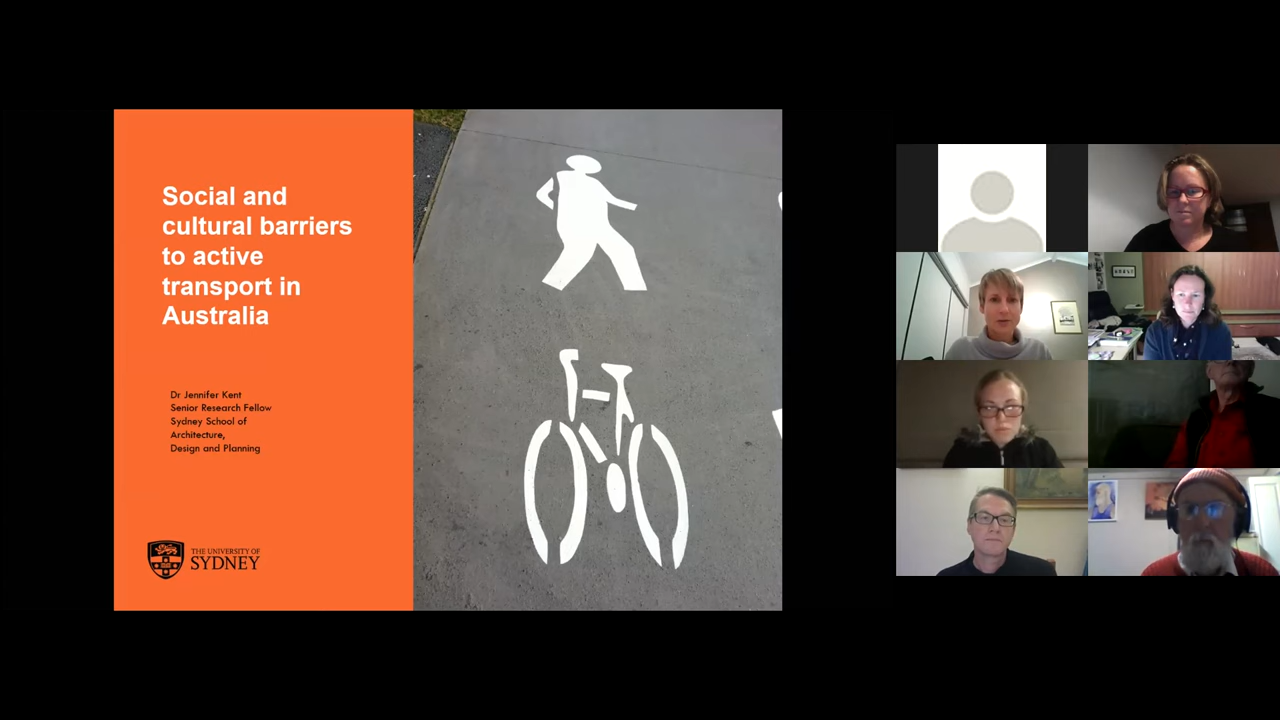 Social and
cultural barriers
to active
transport in
Australia
Dr Jennifer Kent
Senior Research Fellow
Sydney School of
Architecture,
Design and Planning
THE UNIVERSITY OF
SYDNEY